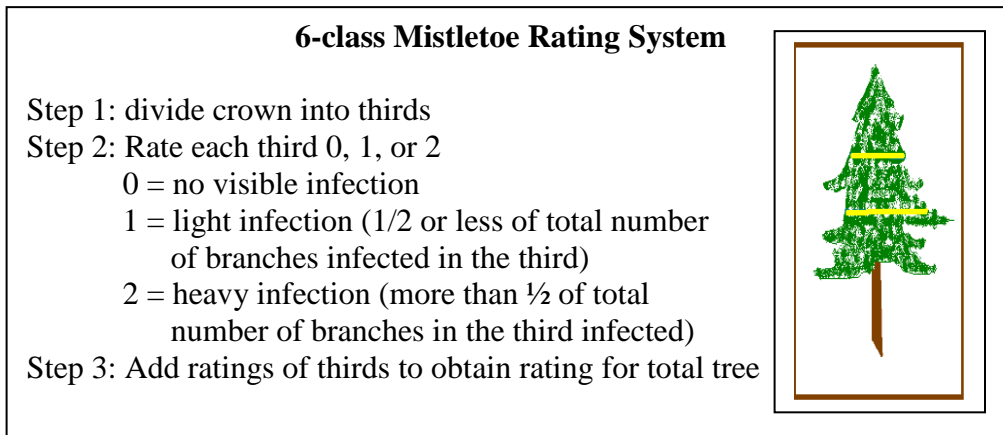 6-class Mistletoe Rating System
Step 1: divide crown into thirds
Step 2: Rate each third 0, 1, or 2
0 = no visible infection
1 = light infection (1/2 or less of total number
of branches infected in the third)
2 = heavy infection (more than ½ of total
number of branches in the third infected)
Step 3: Add ratings of thirds to obtain rating for total tree